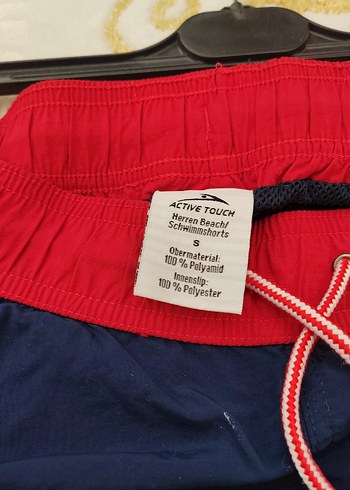 ACTIVE TOUCH
Herren Beach/
Schwimmshorts
S
Obermaterial:
100 % Polyamid
Innenslip:
100 % Polyester